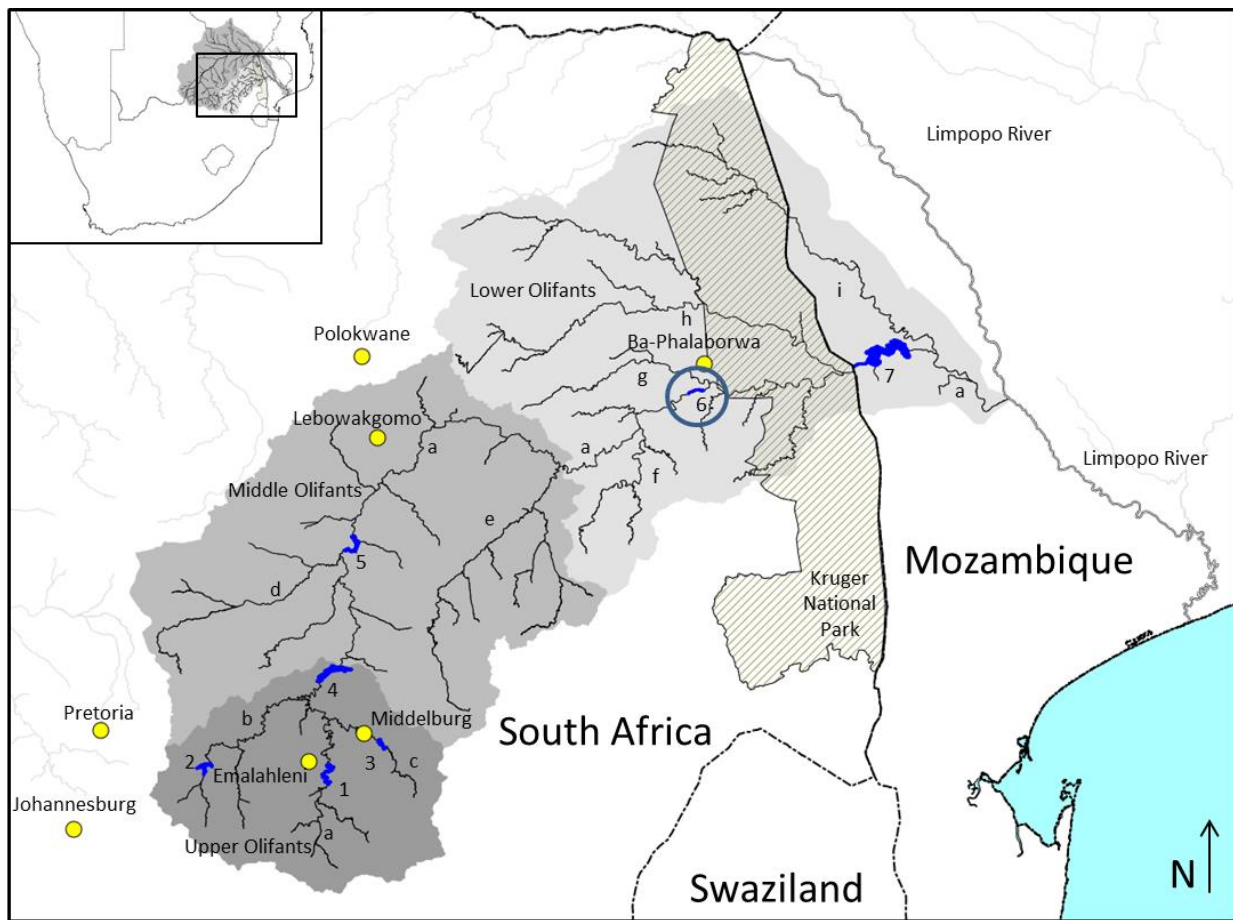 Limpopo River
Lower Olifants
i
h
Polokwane
Ba-Phalaborwa
g
7
a
6
Lebowakgomo
a
a
f
Limpopo River
Middle Olifants
e
5
d
Mozambique
Kruger
National
Park
4
b
Middelburg
South Africa
Pretoria
2
Emalahleni
3
c
1
Johannesburg
a
Upper Olifants
N
Swaziland